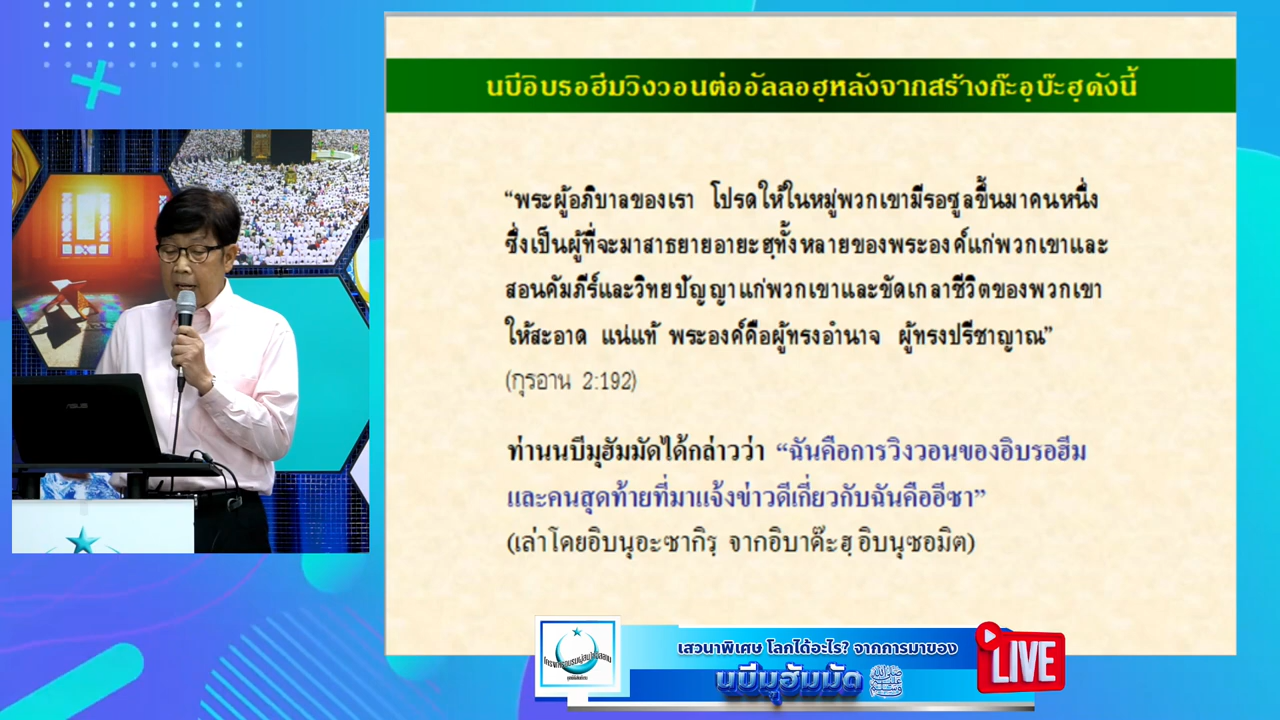 นบีอิบรอฮีมวิงวอนต่ออัลลอฮฺหลังจากสร้างก๊ะอฺบ๊ะฮฺดังนี้
“พระผู้อภิบาลของเรา โปรดให้ในหมู่พวกเขามีรอซูลขึ้นมาคนหนึ่ง
ซึ่งเป็นผู้ที่จะมาสาธยายอายะฮฺทั้งหลายของพระองค์แก่พวกเขาและ
สอนคัมภีร์และวิทยปัญญาแก่พวกเขาและขัดเกลาชีวิตของพวกเขา
ให้สะอาด แน่แท้ พระองค์คือผู้ทรงอำนาจ ผู้ทรงปรีชาญาณ”
(กุรอาน 2:192)
ท่านนบีมุฮัมมัดได้กล่าวว่า “ฉันคือการวิงวอนของอิบรอฮีม
และคนสุดท้ายที่มาแจ้งข่าวดีเกี่ยวกับฉันคืออีซา”
(เล่าโดยอิบนุอะซากิรฺ จากอิบาด๊ะฮฺ อิบนุซอมิต)
เสวนาพิเศษ โลกได้อะไร? จากการมาของ
นบีมุฮัมมัด
LIVE